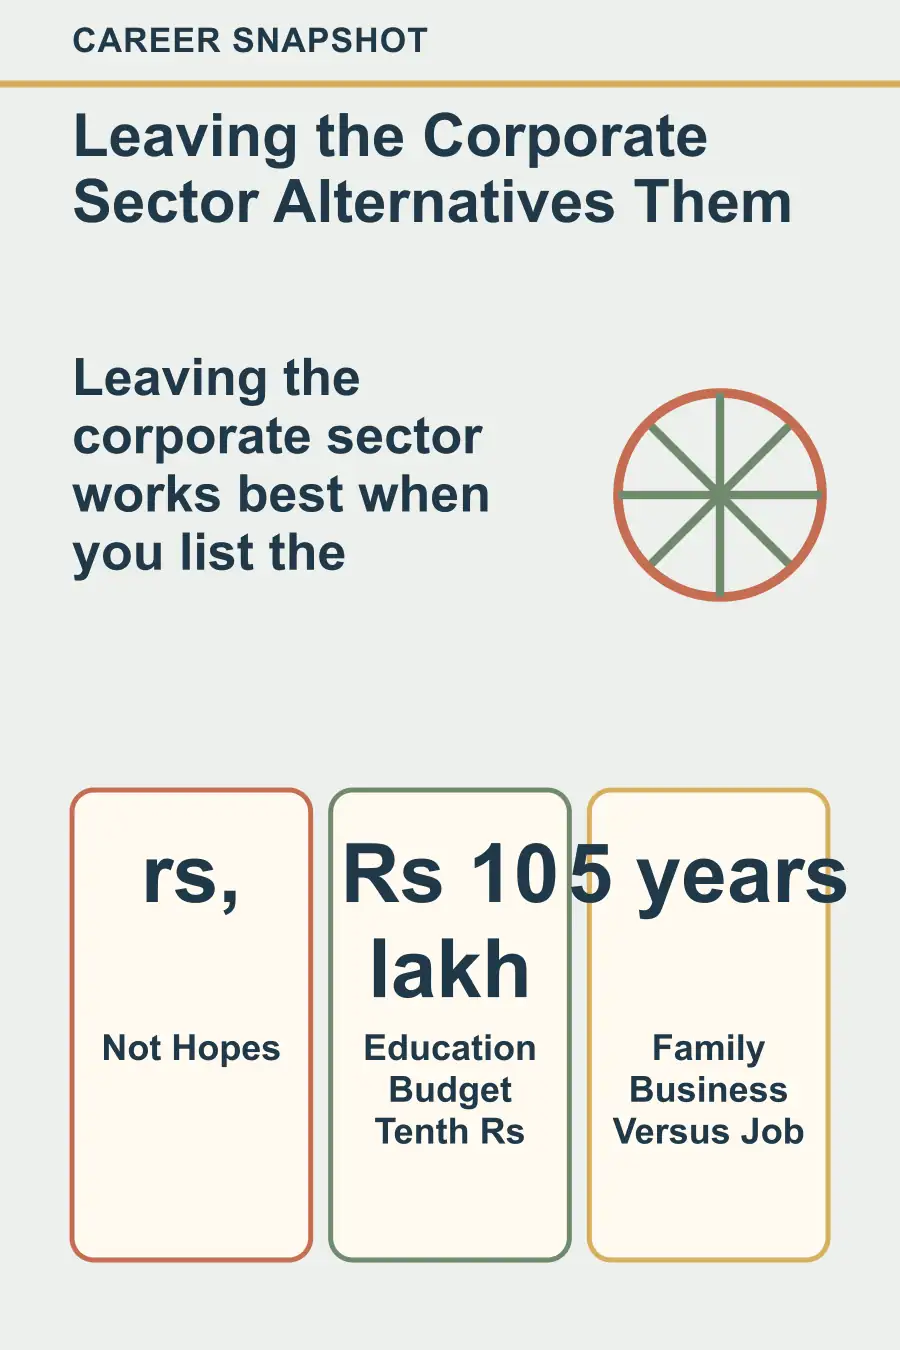 CAREER SNAPSHOT
Leaving the Corporate
Sector Alternatives Them
Leaving the
corporate sector
works best when
you list the
rs,
Not Hopes
Rs 10
lakh
Education
Budget
Tenth Rs
5 years
Family
Business
Versus Job